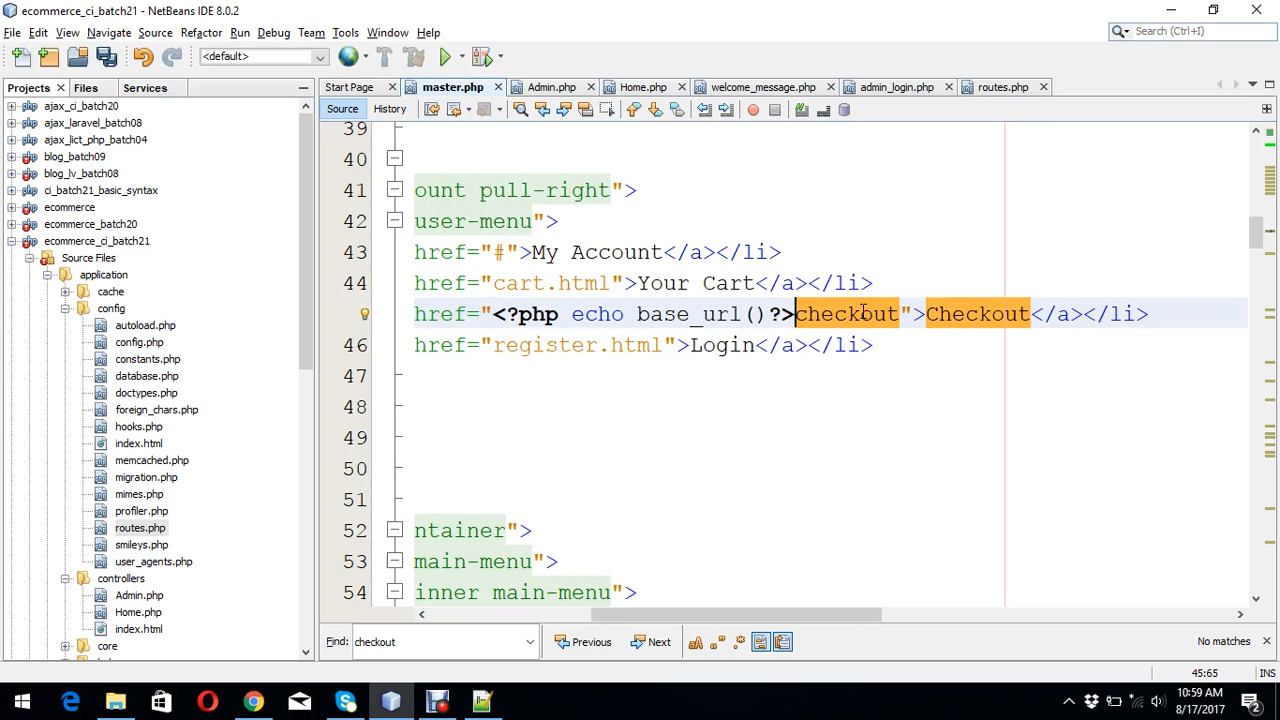 ecommerce_ci_batch21 - NetBeans IDE 8.0.2
File Edit View Navigate Source Refactor Run Debug Team Tools Window Help
Search (Ctrl+I)
<default>
Projects Files Services
Start Page master.php Admin.php Home.php welcome_message.php admin_login.php routes.php
Source History
ajax_ci_batch20
ajax_laravel_batch08
ajax_lict_php_batch04
blog_batch09
blog_lv_batch08
ci_batch21_basic_syntax
ecommerce
ecommerce_batch20
ecommerce_ci_batch21
Source Files
application
cache
config
autoload.php
config.php
constants.php
database.php
doctypes.php
foreign_chars.php
hooks.php
index.html
memcached.php
migration.php
mimes.php
profiler.php
routes.php
smileys.php
user_agents.php
controllers
Admin.php
Home.php
index.html
core
39
40
41 ount pull-right">
42 user-menu">
43 href="#">My Account</a></li>
44 href="cart.html">Your Cart</a></li>
href="<?php echo base_url()?>checkout">Checkout</a></li>
46 href="register.html">Login</a></li>
47
48
49
50
51
52 ntainer">
53 main-menu">
54 inner main-menu">
Find: checkout Previous Next No matches
45:65 INS
10:59 AM
8/17/2017
2